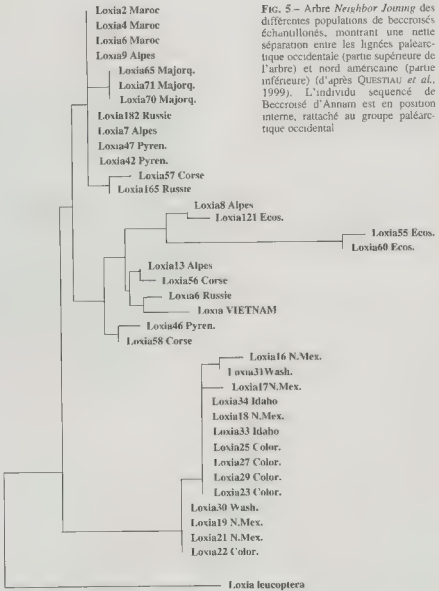 Loxia2 Maroc
Loxia4 Maroc
Loxia6 Maroc
Loxia9 Alpes
Loxia65 Majorq.
Loxia71 Majorq.
Loxia70 Majorq.
Loxia182 Russie
Loxia7 Alpes
Loxia47 Pyren.
Loxia42 Pyren.
Loxia57 Corse
Loxia165 Russie
Loxia8 Alpes
Loxia121 Ecos.
Loxia55 Ecos.
Loxia60 Ecos.
Loxia13 Alpes
Loxia56 Corse
Loxia6 Russie
Loxia VIETNAM
Loxia46 Pyren.
Loxia58 Corse
Loxia16 N.Mex.
Loxia31Wash.
Loxia17N.Mex.
Loxia34 Idaho
Loxia18 N.Mex.
Loxia33 Idaho
Loxia25 Color.
Loxia27 Color.
Loxia29 Color.
Loxia23 Color.
Loxia30 Wash.
Loxia19 N.Mex.
Loxia21 N.Mex.
Loxia22 Color.
Loxia leucoptera
FIG. 5 – Arbre Neighbor Joining des
différentes populations de beccroisés
échantillonés, montrant une nette
séparation entre les lignées paléarc-
tique occidentale (partie supérieure de
l'arbre) et nord américaine (partie
inférieure) (d'après QUESTIAU et al.,
1999). L'individu sequencé de
Beccroisé d'Annam est en position
interne, rattaché au groupe paléarc-
tique occidental